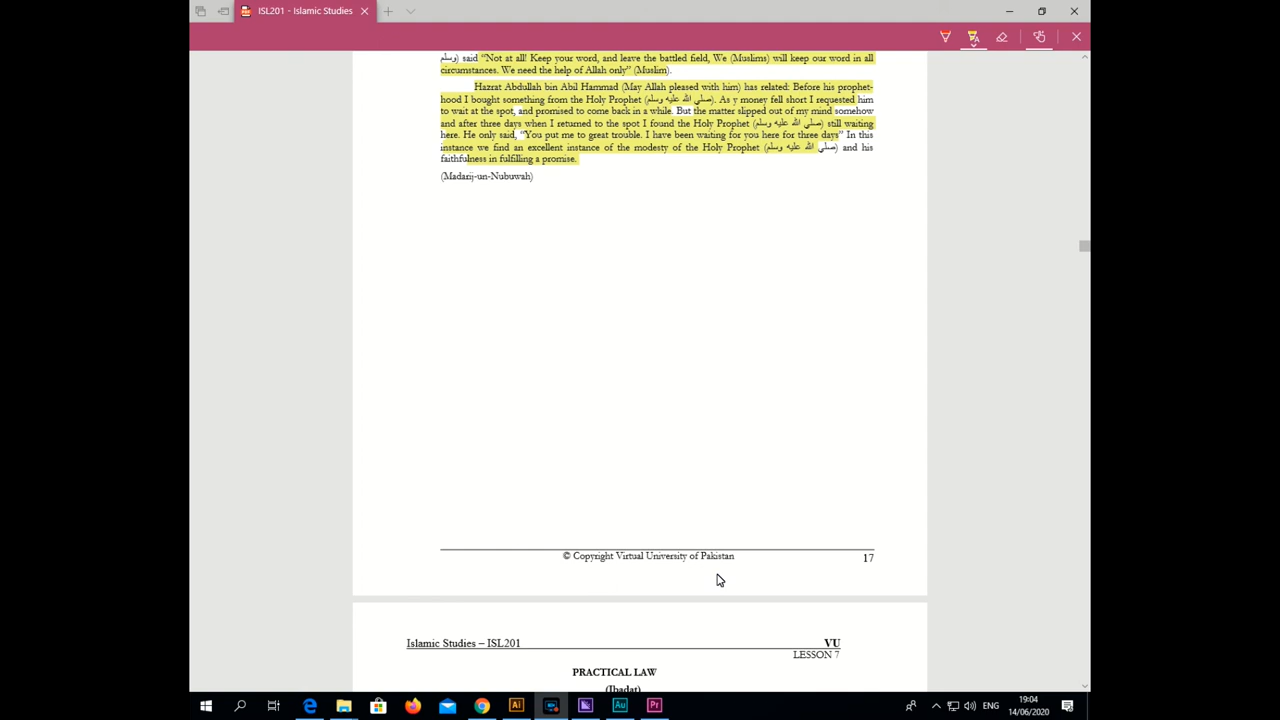 ISL201 - Islamic Studies
وسلم) said “Not at all! Keep your word, and leave the battled field, We (Muslims) will keep our word in all
circumstances. We need the help of Allah only” (Muslim).
Hazrat Abdullah bin Abil Hammad (May Allah pleased with him) has related: Before his prophet-
hood I bought something from the Holy Prophet (صلي الله عليه وسلم). As y money fell short I requested him
to wait at the spot, and promised to come back in a while. But the matter slipped out of my mind somehow
and after three days when I returned to the spot I found the Holy Prophet (صلي الله عليه وسلم) still waiting
here. He only said, “You put me to great trouble. I have been waiting for you here for three days” In this
instance we find an excellent instance of the modesty of the Holy Prophet (صلي الله عليه وسلم) and his
faithfulness in fulfilling a promise.
(Madarij-un-Nubuwah)
© Copyright Virtual University of Pakistan 17
Islamic Studies – ISL201 VU
LESSON 7
PRACTICAL LAW
(Ibadat)
Ai Au Pr ENG 19:04
14/06/2020